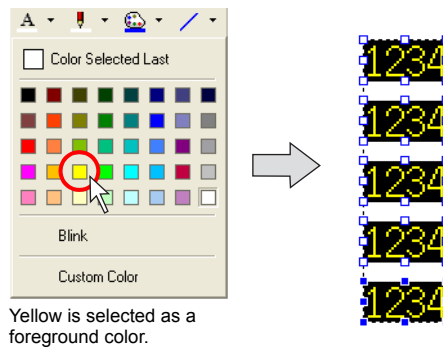 A
Color Selected Last
Blink
Custom Color
Yellow is selected as a
foreground color.
1234
1234
1234
1234
1234